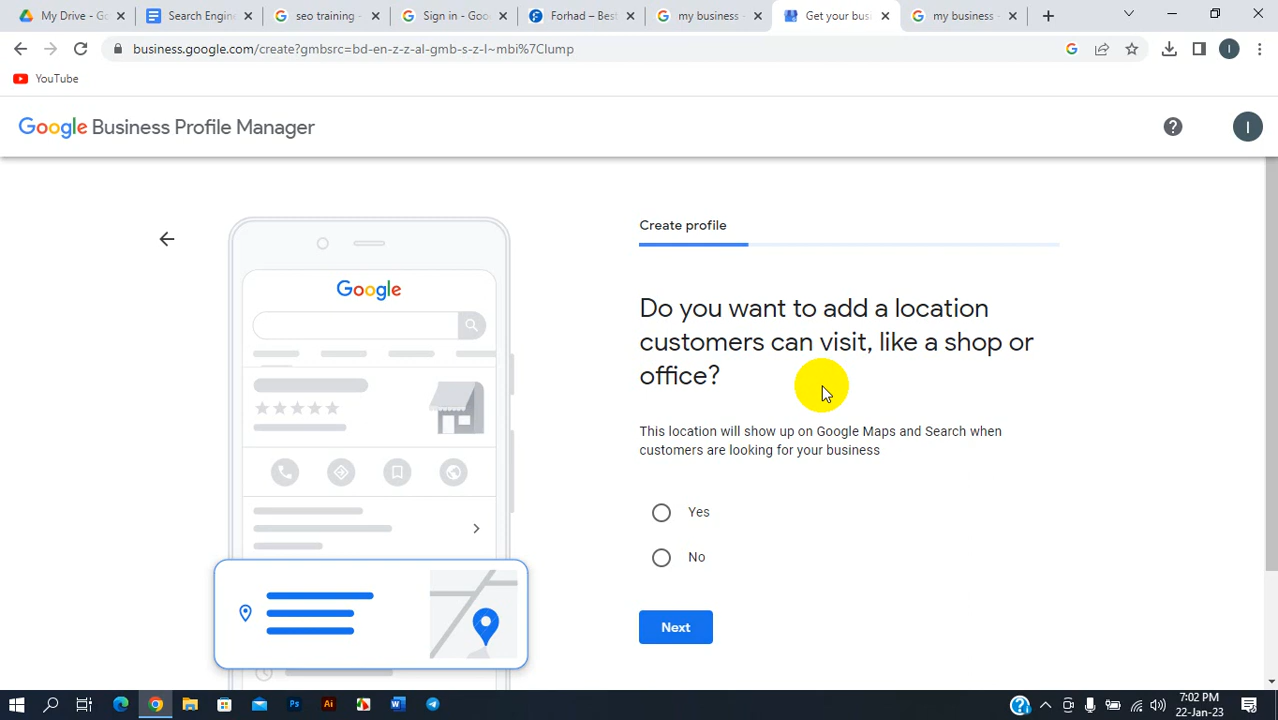 My Drive - Go
Search Engin
seo training
Sign in - Goo
Forhad – Best
my business -
Get your busi
my business -
business.google.com/create?gmbsrc=bd-en-z-z-al-gmb-s-z-l~mbi%7Clump
I
YouTube
Google Business Profile Manager
I
Create profile
Google
Do you want to add a location
customers can visit, like a shop or
office?
This location will show up on Google Maps and Search when
customers are looking for your business
Yes
No
Next
7:02 PM
22-Jan-23